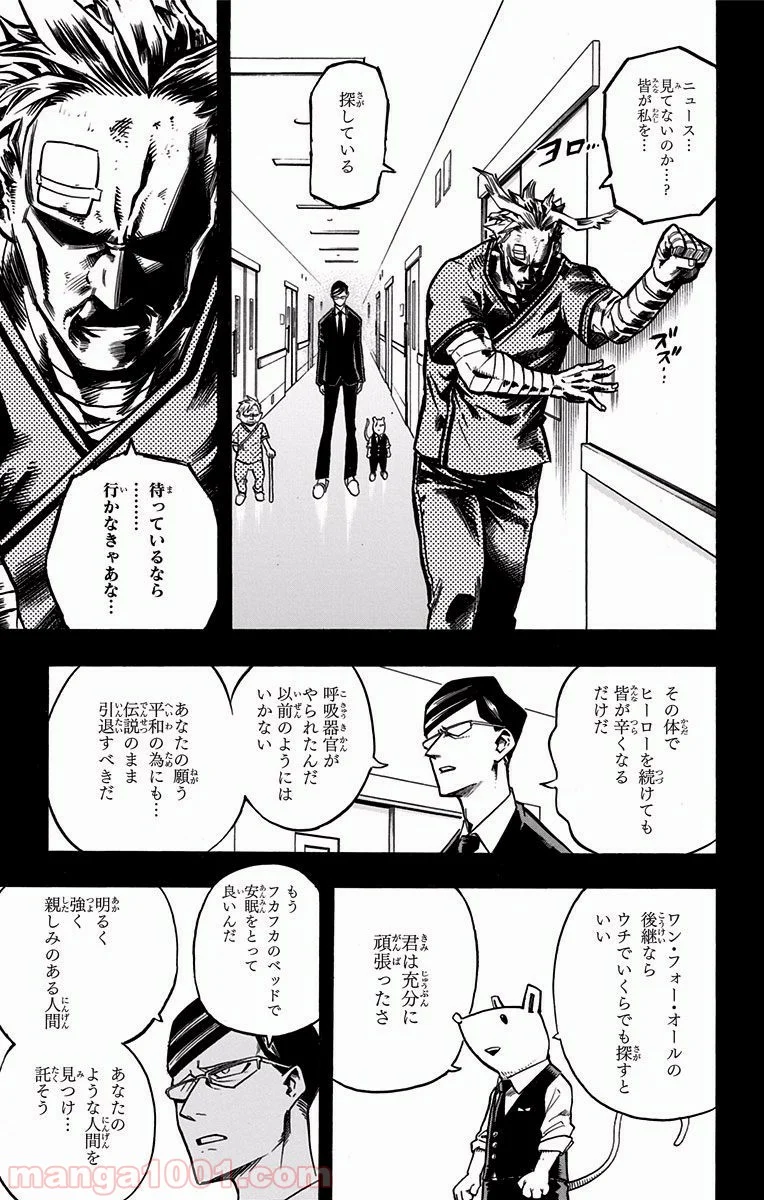 ニュース…
見てないのか…?
皆が私を…
探している
ヨロ…
ズズ…
待っているなら
…………
行かなきゃあな…
その体で
ヒーローを続けても
皆が辛くなる
だけだ
呼吸器官が
やられたんだ
以前のようには
いかない
あなたの願う
平和の為にも…
伝説のまま
引退すべきだ
ワン・フォー・オールの
後継なら
ウチでいくらでも探すと
いい
君は充分に
頑張ったさ
もう
フカフカのベッドで
安眠をとって
良いんだ
明るく
強く
親しみのある人間
あなたの
ような人間を
見つけ…
託そう
manga1001.com